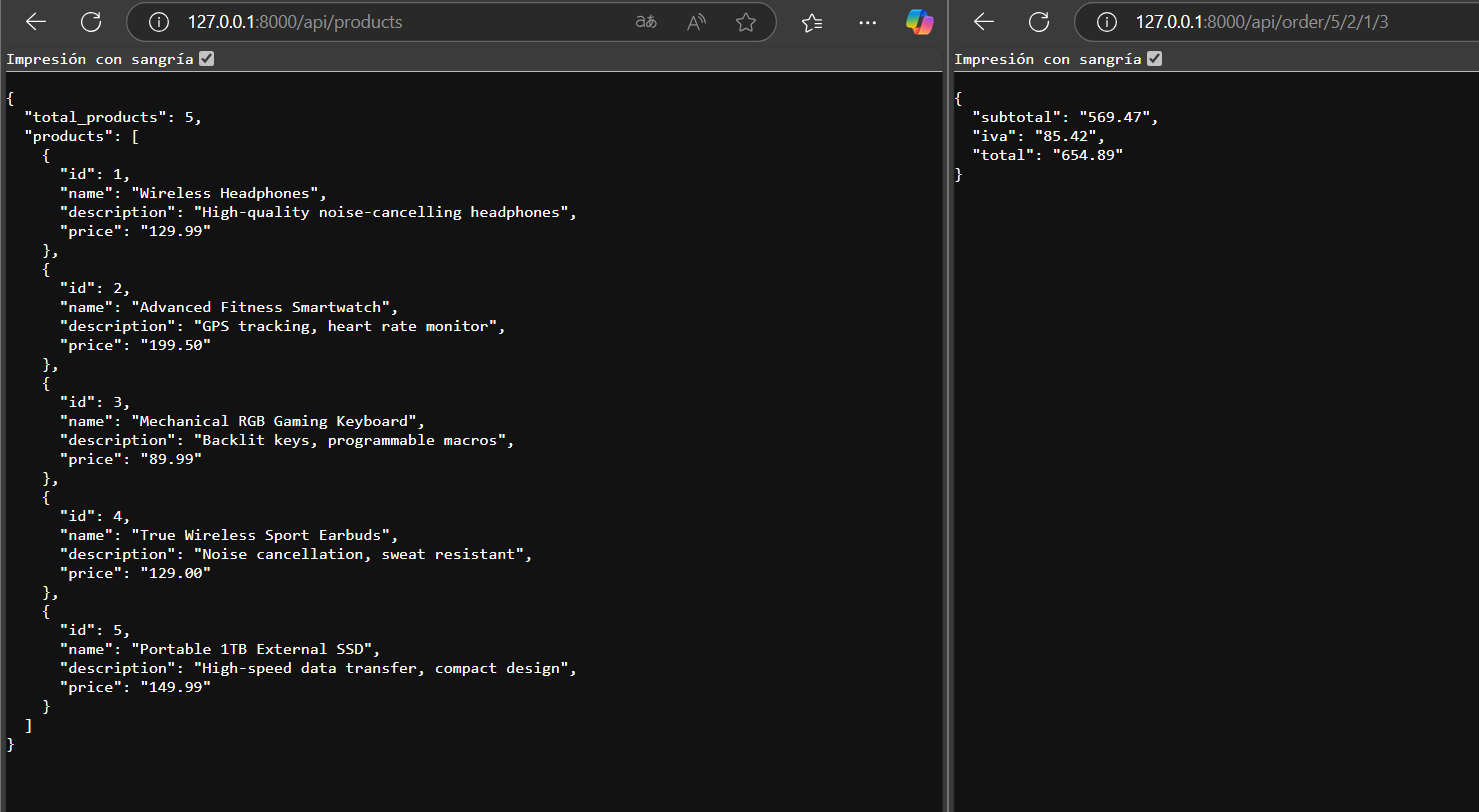 127.0.0.1:8000/api/products
Impresión con sangría
{
  "total_products": 5,
  "products": [
    {
      "id": 1,
      "name": "Wireless Headphones",
      "description": "High-quality noise-cancelling headphones",
      "price": "129.99"
    },
    {
      "id": 2,
      "name": "Advanced Fitness Smartwatch",
      "description": "GPS tracking, heart rate monitor",
      "price": "199.50"
    },
    {
      "id": 3,
      "name": "Mechanical RGB Gaming Keyboard",
      "description": "Backlit keys, programmable macros",
      "price": "89.99"
    },
    {
      "id": 4,
      "name": "True Wireless Sport Earbuds",
      "description": "Noise cancellation, sweat resistant",
      "price": "129.00"
    },
    {
      "id": 5,
      "name": "Portable 1TB External SSD",
      "description": "High-speed data transfer, compact design",
      "price": "149.99"
    }
  ]
}
127.0.0.1:8000/api/order/5/2/1/3
Impresión con sangría
{
  "subtotal": "569.47",
  "iva": "85.42",
  "total": "654.89"
}